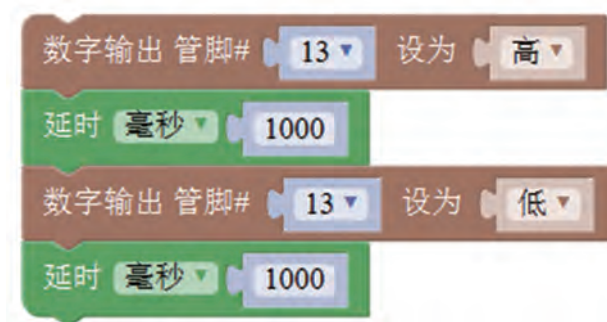 数字输出 管脚# 13 设为 高
延时 毫秒 1000
数字输出 管脚# 13 设为 低
延时 毫秒 1000